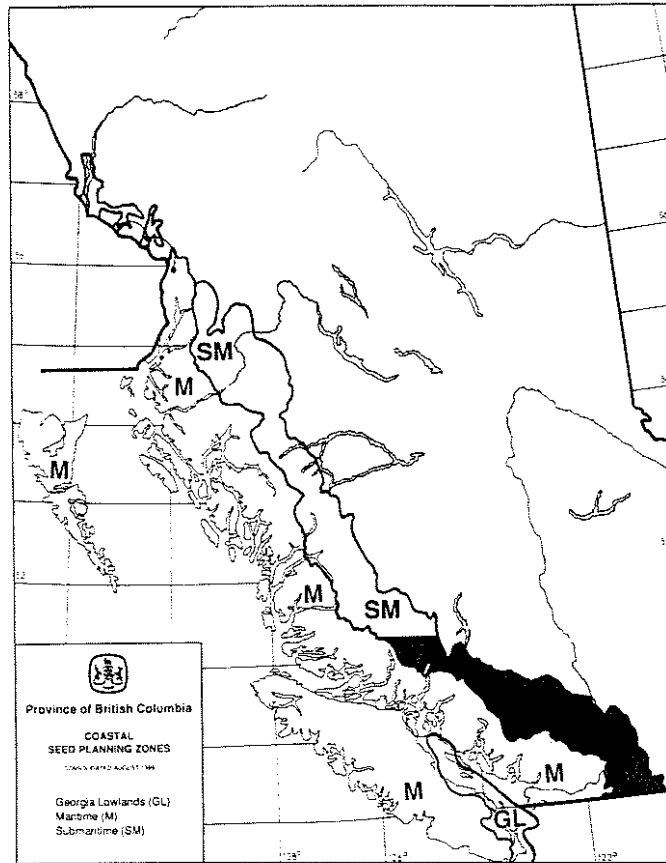 SM
M
M
M
SM
M
M
GL
Province of British Columbia
COASTAL
SEED PLANNING ZONES
Georgia Lowlands (GL)
Maritime (M)
Submaritime (SM)